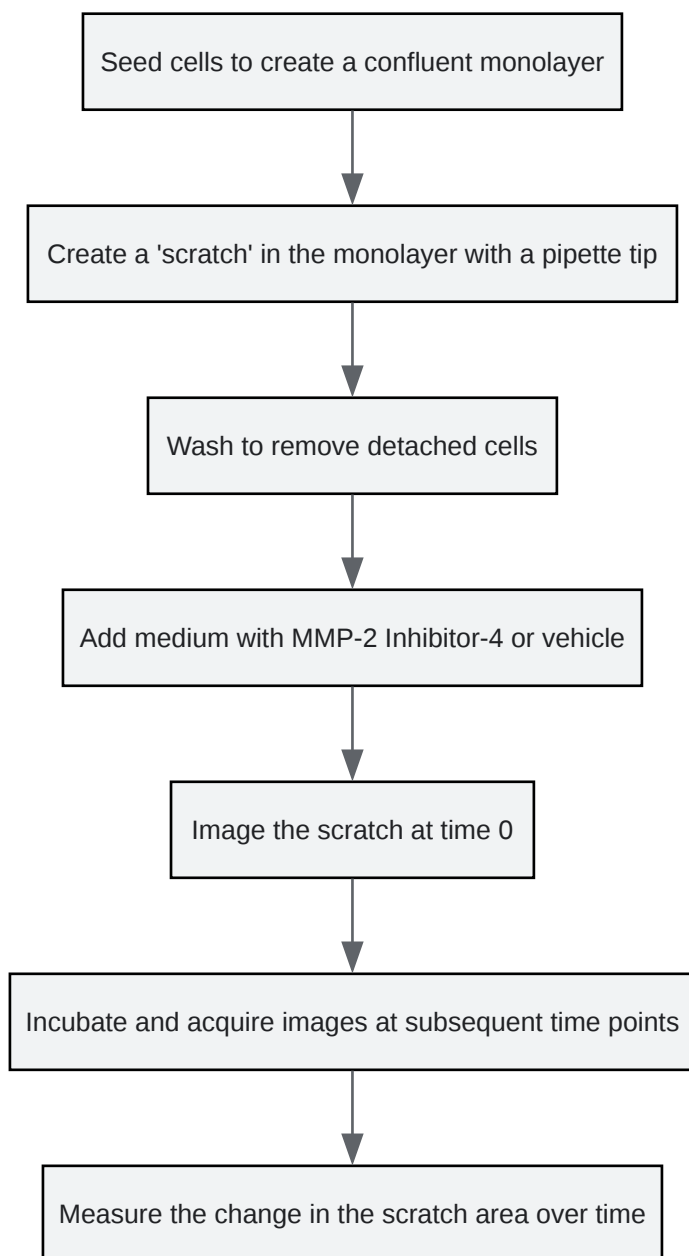 Seed cells to create a confluent monolayer
Create a 'scratch' in the monolayer with a pipette tip
Wash to remove detached cells
Add medium with MMP-2 Inhibitor-4 or vehicle
Image the scratch at time 0
Incubate and acquire images at subsequent time points
Measure the change in the scratch area over time